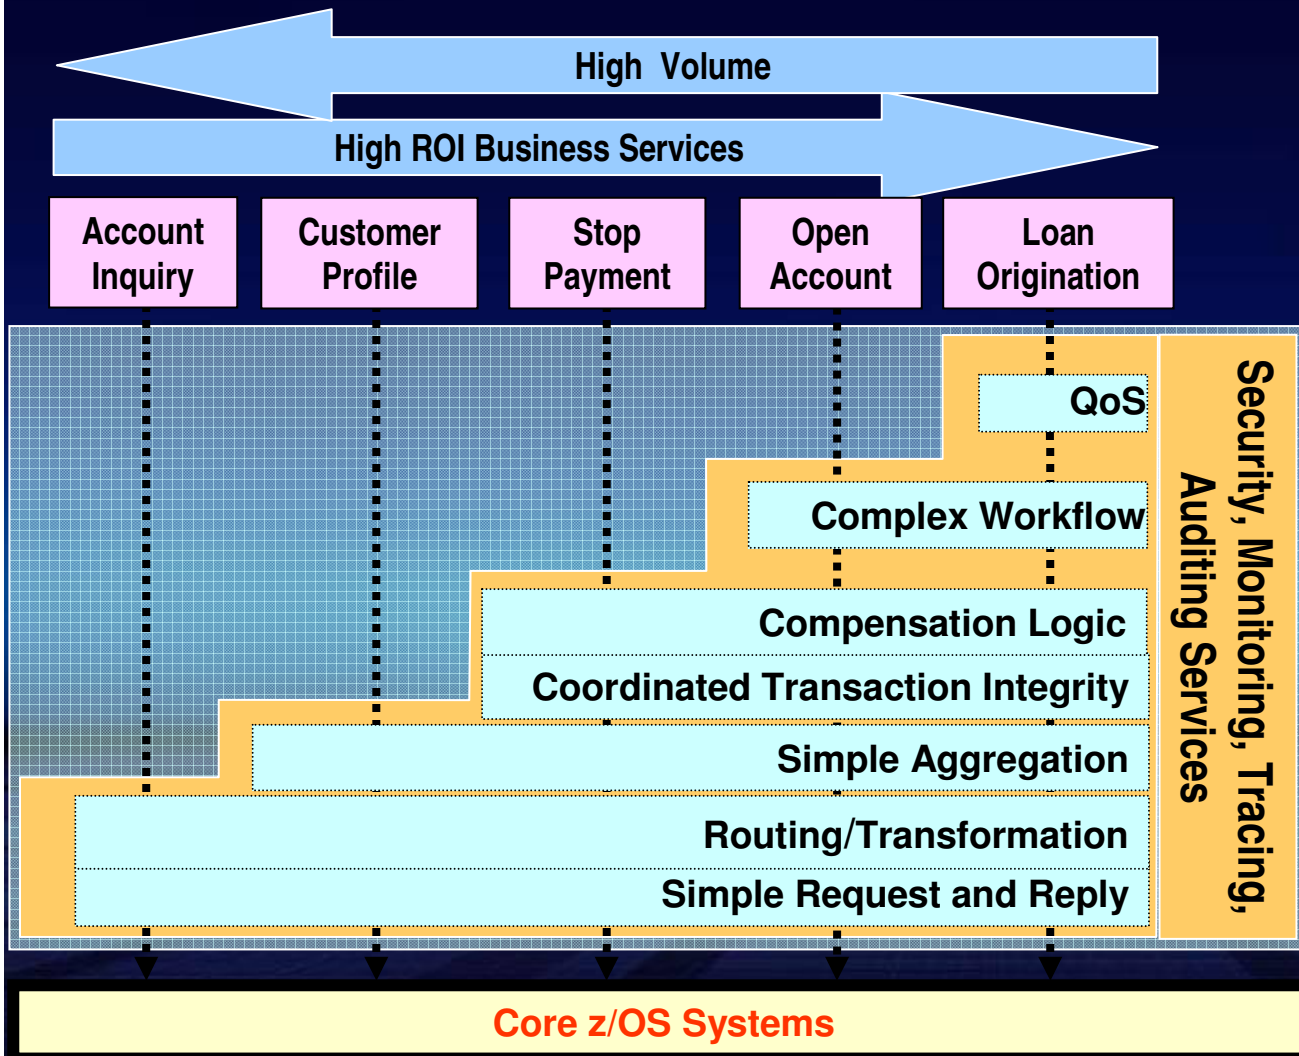 High Volume
High ROI Business Services
Account
Inquiry
Customer
Profile
Stop
Payment
Open
Account
Loan
Origination
QoS
Complex Workflow
Compensation Logic
Coordinated Transaction Integrity
Simple Aggregation
Routing/Transformation
Simple Request and Reply
Security, Monitoring, Tracing,
Auditing Services
Core z/OS Systems